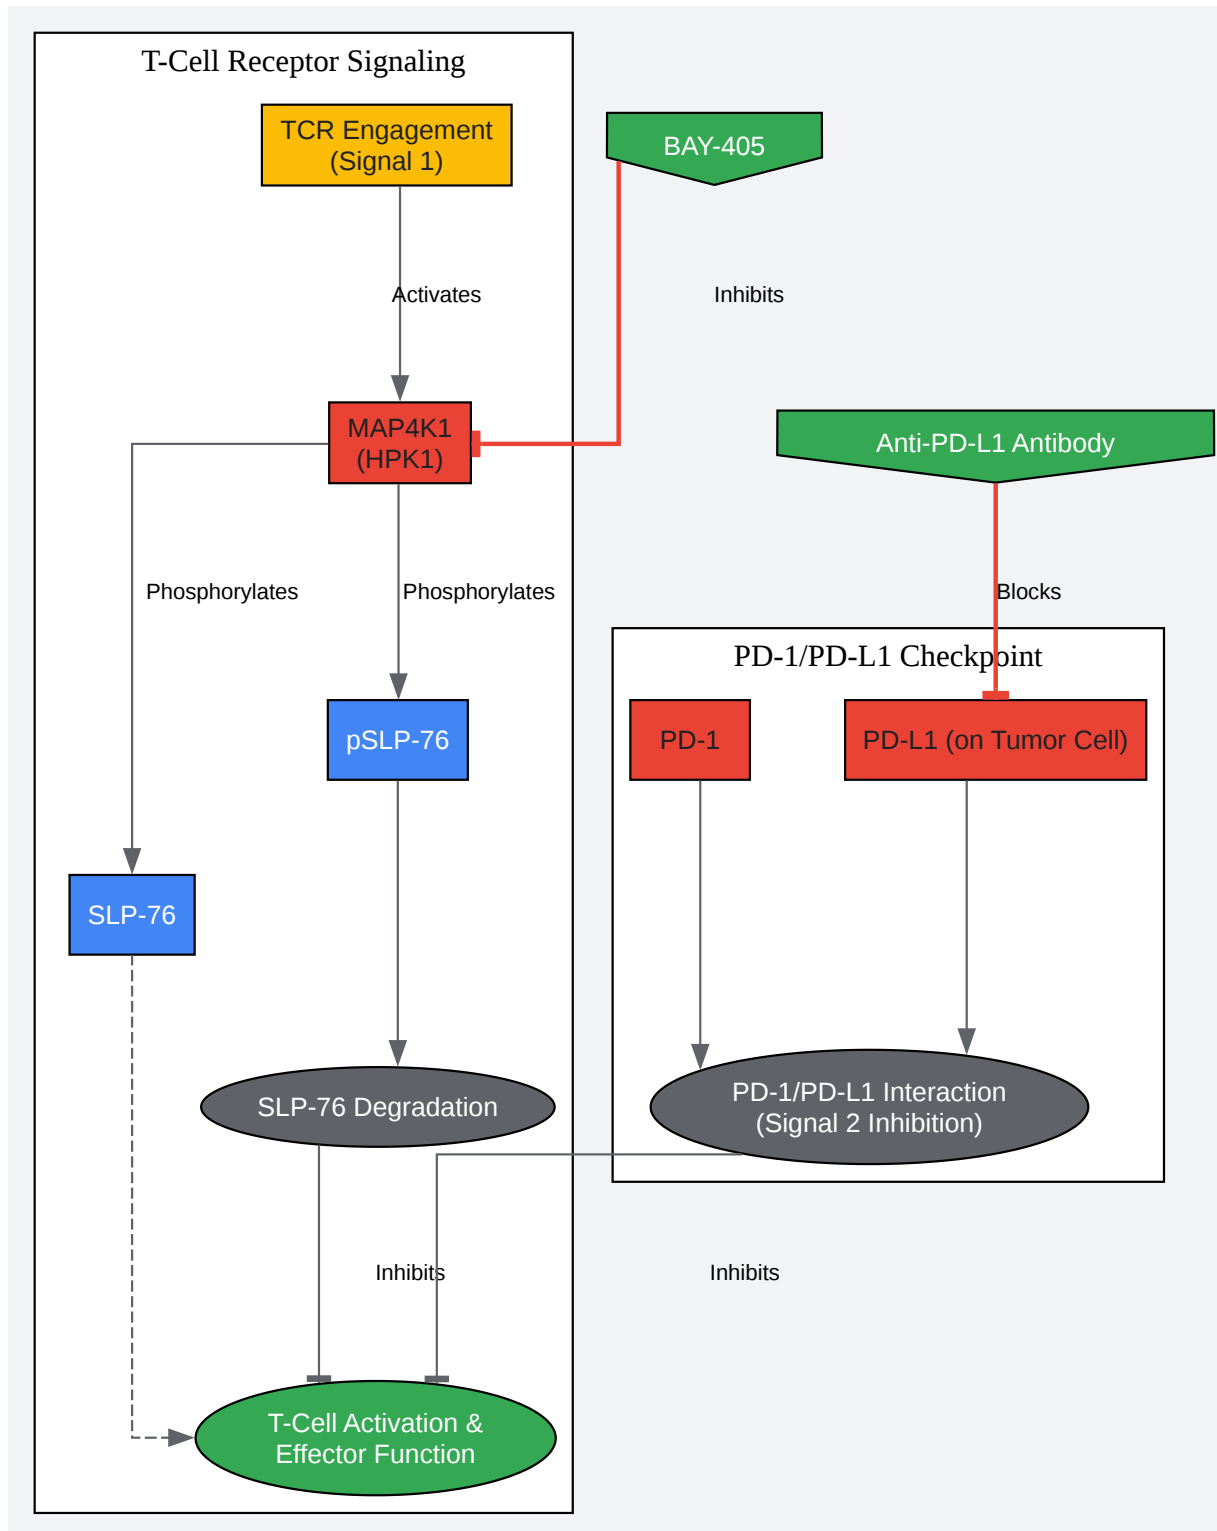 T-Cell Receptor Signaling
TCR Engagement
(Signal 1)
BAY-405
Activates
Inhibits
MAP4K1
(HPK1)
Anti-PD-L1 Antibody
Phosphorylates
Phosphorylates
Blocks
PD-1/PD-L1 Checkpoint
pSLP-76
PD-1
PD-L1 (on Tumor Cell)
SLP-76
SLP-76 Degradation
PD-1/PD-L1 Interaction
(Signal 2 Inhibition)
Inhibits
Inhibits
T-Cell Activation &
Effector Function